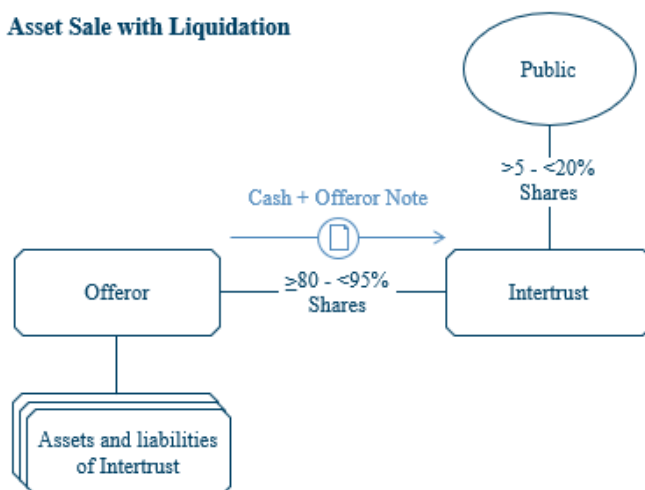 Asset Sale with Liquidation
Public
>5 - <20%
Shares
Cash + Offeror Note
Offeror
≥80 - <95%
Shares
Intertrust
Assets and liabilities
of Intertrust